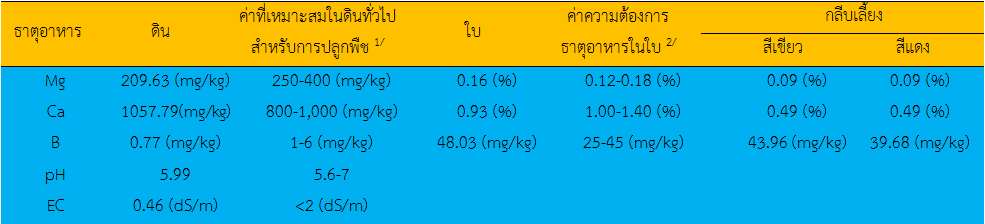 ธาตุอาหาร ดิน ค่าที่เหมาะสมในดินทั่วไปสำหรับการปลูกพืช 1/ ใบ ค่าความต้องการธาตุอาหารในใบ 2/ กลีบเลี้ยง
สีเขียว สีแดง
Mg 209.63 (mg/kg) 250-400 (mg/kg) 0.16 (%) 0.12-0.18 (%) 0.09 (%) 0.09 (%)
Ca 1057.79(mg/kg) 800-1,000 (mg/kg) 0.93 (%) 1.00-1.40 (%) 0.49 (%) 0.49 (%)
B 0.77 (mg/kg) 1-6 (mg/kg) 48.03 (mg/kg) 25-45 (mg/kg) 43.96 (mg/kg) 39.68 (mg/kg)
pH 5.99 5.6-7
EC 0.46 (dS/m) <2 (dS/m)